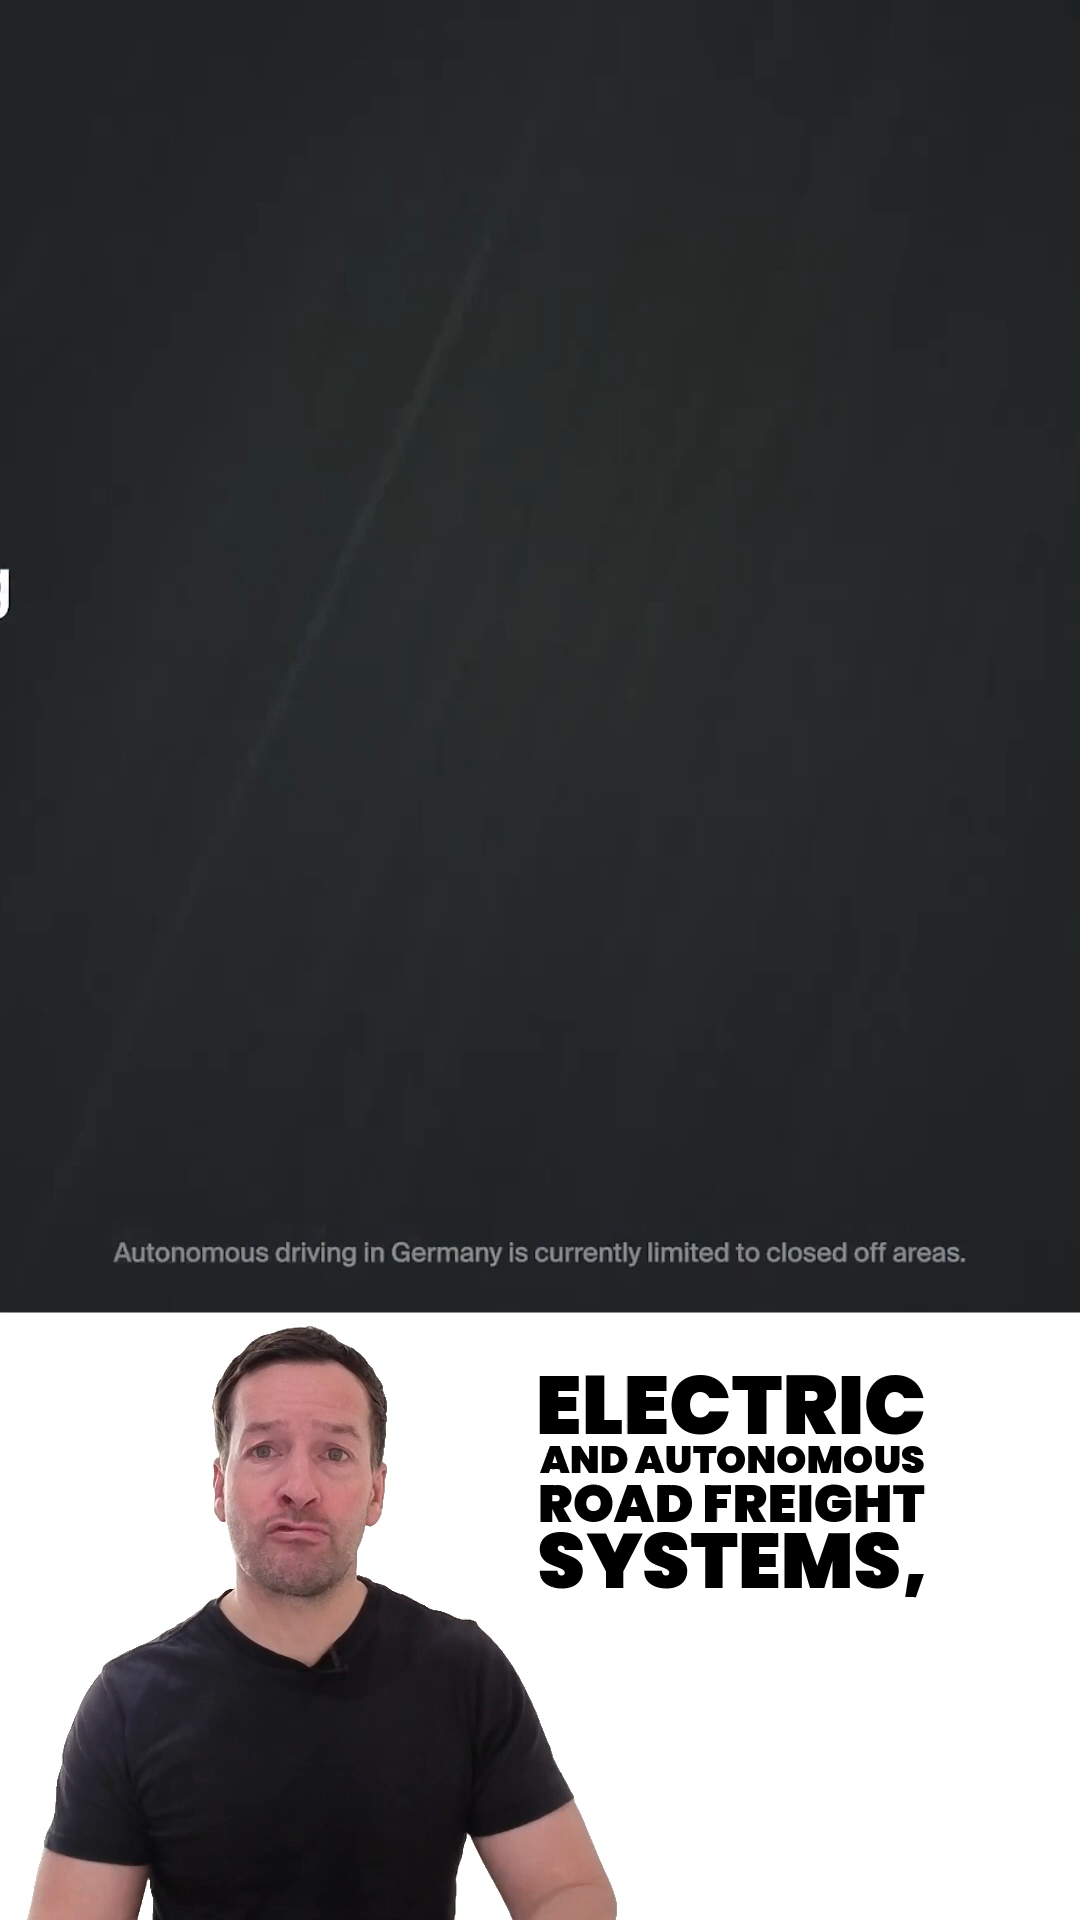 g
Autonomous driving in Germany is currently limited to closed off areas.
ELECTRIC
AND AUTONOMOUS
ROAD FREIGHT
SYSTEMS,